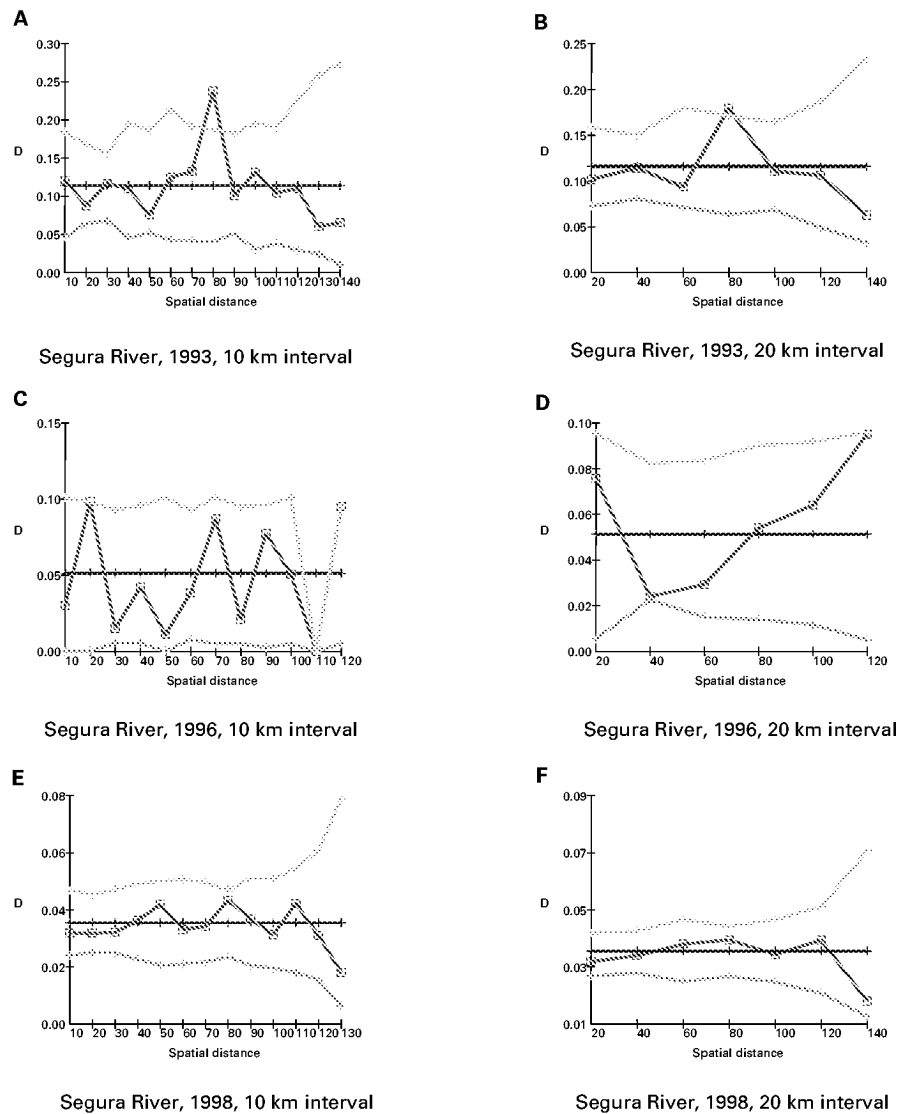 A
0.30
0.20
0.15
0.10
0.05
0.00
D
10 20 30 40 50 60 70 80 90 100 110 120 130 140
Spatial distance
Segura River, 1993, 10 km interval
B
0.25
0.20
0.15
0.10
0.05
0.00
D
20 40 60 80 100 120 140
Spatial distance
Segura River, 1993, 20 km interval
C
0.15
0.10
0.05
0.00
D
10 20 30 40 50 60 70 80 90 100 110 120
Spatial distance
Segura River, 1996, 10 km interval
D
0.10
0.08
0.06
0.04
0.02
0.00
D
20 40 60 80 100 120
Spatial distance
Segura River, 1996, 20 km interval
E
0.08
0.06
0.04
0.02
0.00
D
10 20 30 40 50 60 70 80 90 100 110 120 130
Spatial distance
Segura River, 1998, 10 km interval
F
0.09
0.07
0.05
0.03
0.01
D
20 40 60 80 100 120 140
Spatial distance
Segura River, 1998, 20 km interval